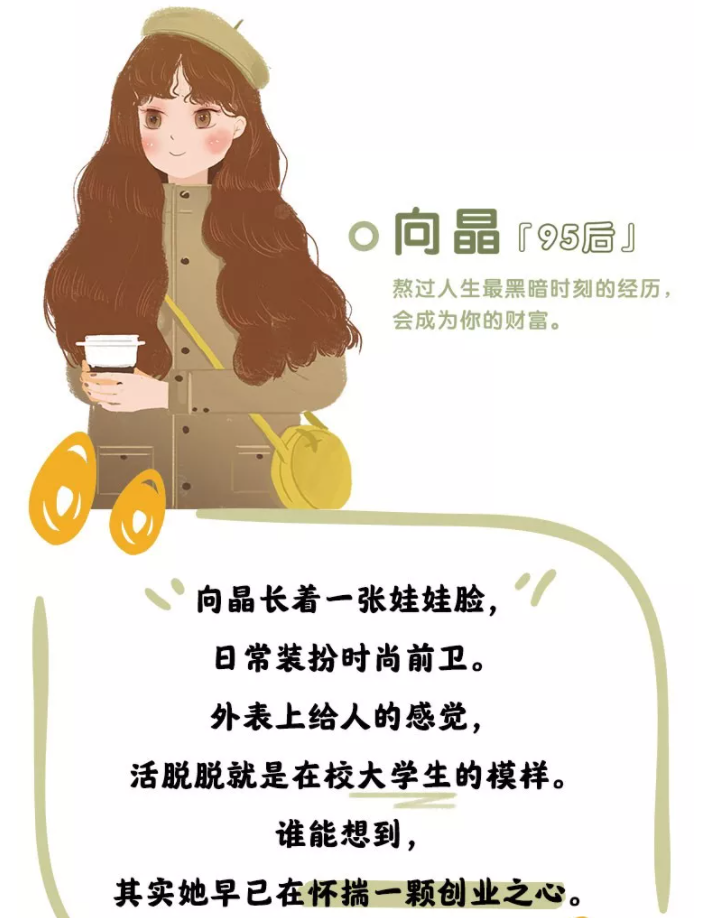 向晶「95后」
熬过人生最黑暗时刻的经历，
会成为你的财富。
向晶长着一张娃娃脸，
日常装扮时尚前卫。
外表上给人的感觉，
活脱脱就是在校大学生的模样。
谁能想到，
其实她早已在怀揣一颗创业之心。